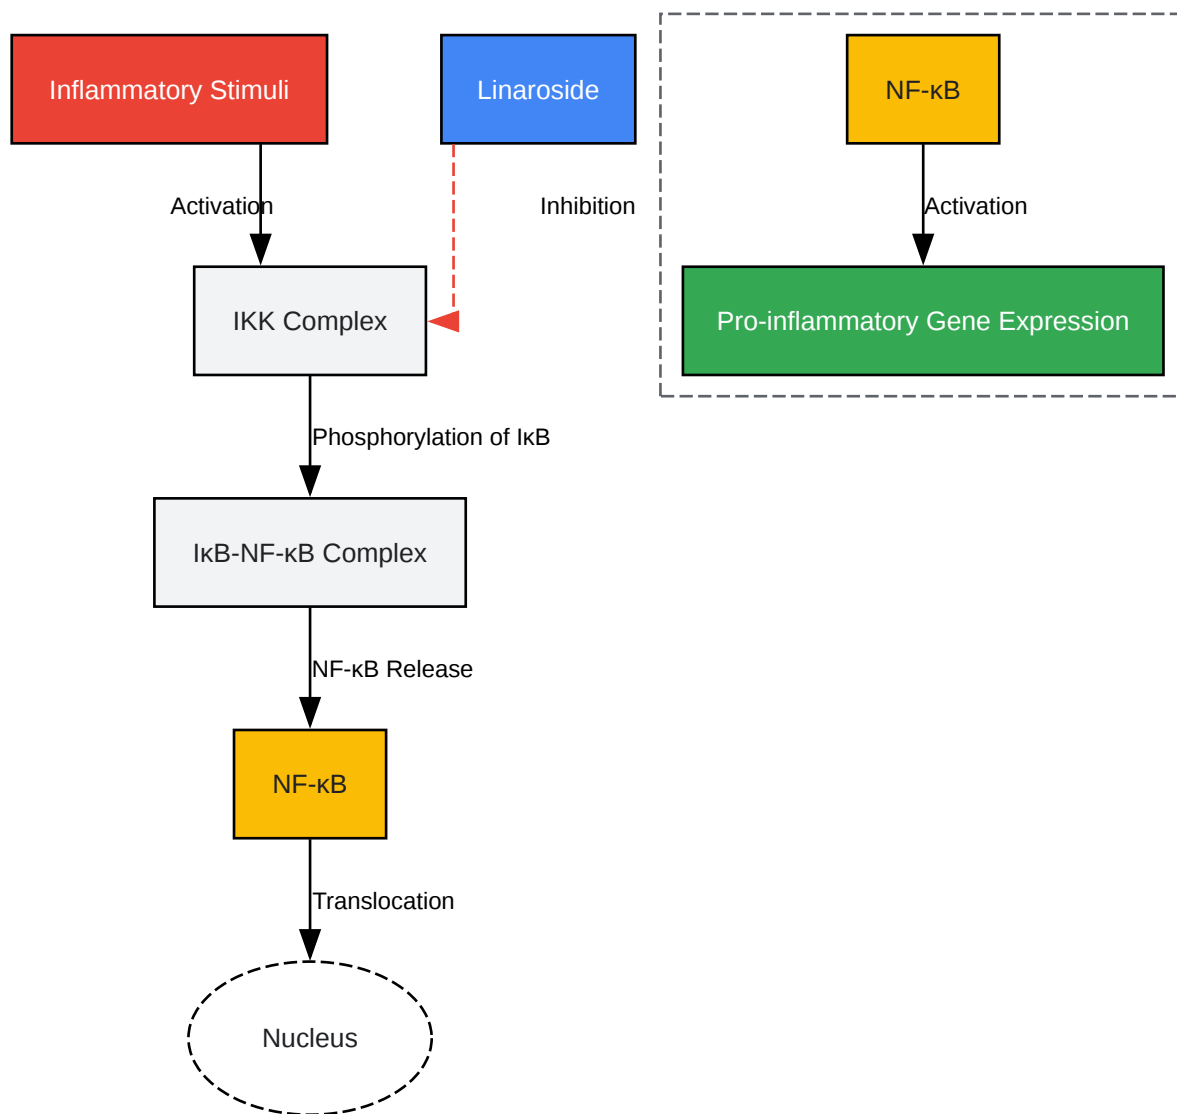 Inflammatory Stimuli
Linaroside
NF-κB
Activation
Inhibition
Activation
IKK Complex
Pro-inflammatory Gene Expression
Phosphorylation of IκB
IκB-NF-κB Complex
NF-κB Release
NF-κB
Translocation
Nucleus